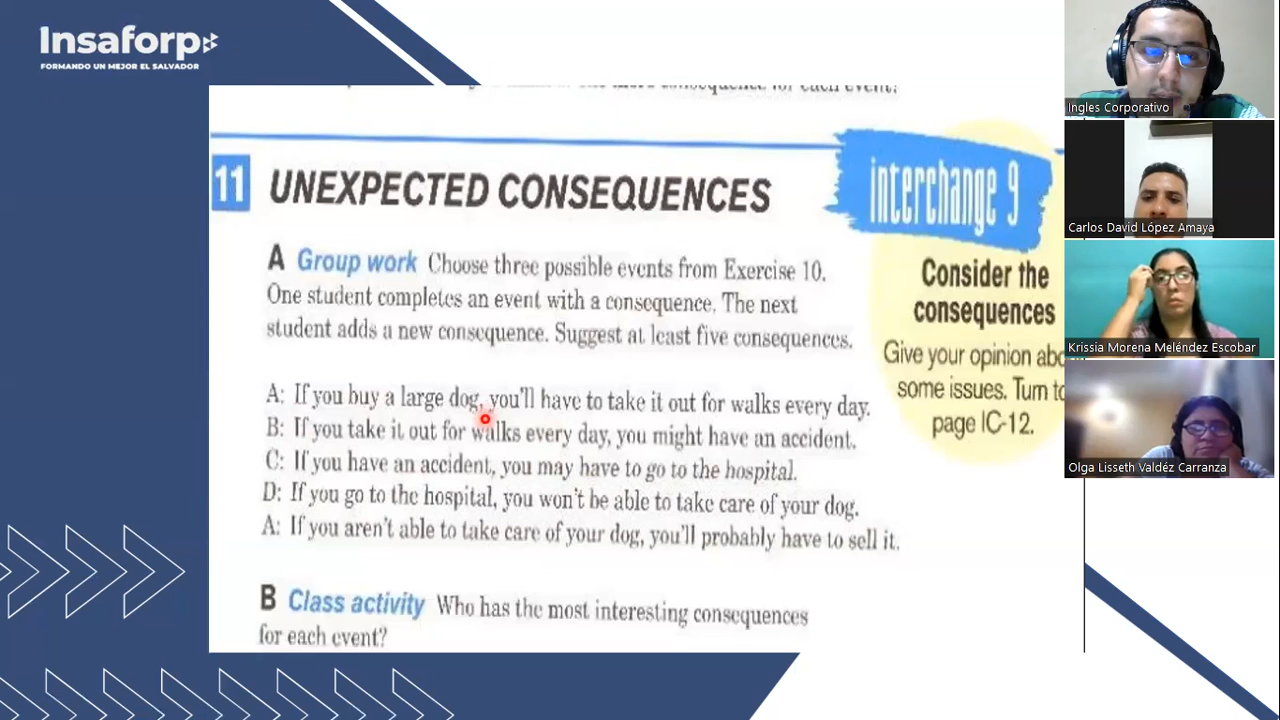 Insaforp
FORMANDO UN MEJOR EL SALVADOR
consequence for each event?
11 UNEXPECTED CONSEQUENCES
interchange 9
A Group work Choose three possible events from Exercise 10.
One student completes an event with a consequence. The next
student adds a new consequence. Suggest at least five consequences.
A: If you buy a large dog, you'll have to take it out for walks every day.
B: If you take it out for walks every day, you might have an accident.
C: If you have an accident, you may have to go to the hospital.
D: If you go to the hospital, you won't be able to take care of your dog.
A: If you aren't able to take care of your dog, you'll probably have to sell it.
B Class activity Who has the most interesting consequences
for each event?
Consider the
consequences
Give your opinion abo
some issues. Turn to
page IC-12.
Ingles Corporativo
Carlos David López Amaya
Krissia Morena Meléndez Escobar
Olga Lisseth Valdéz Carranza